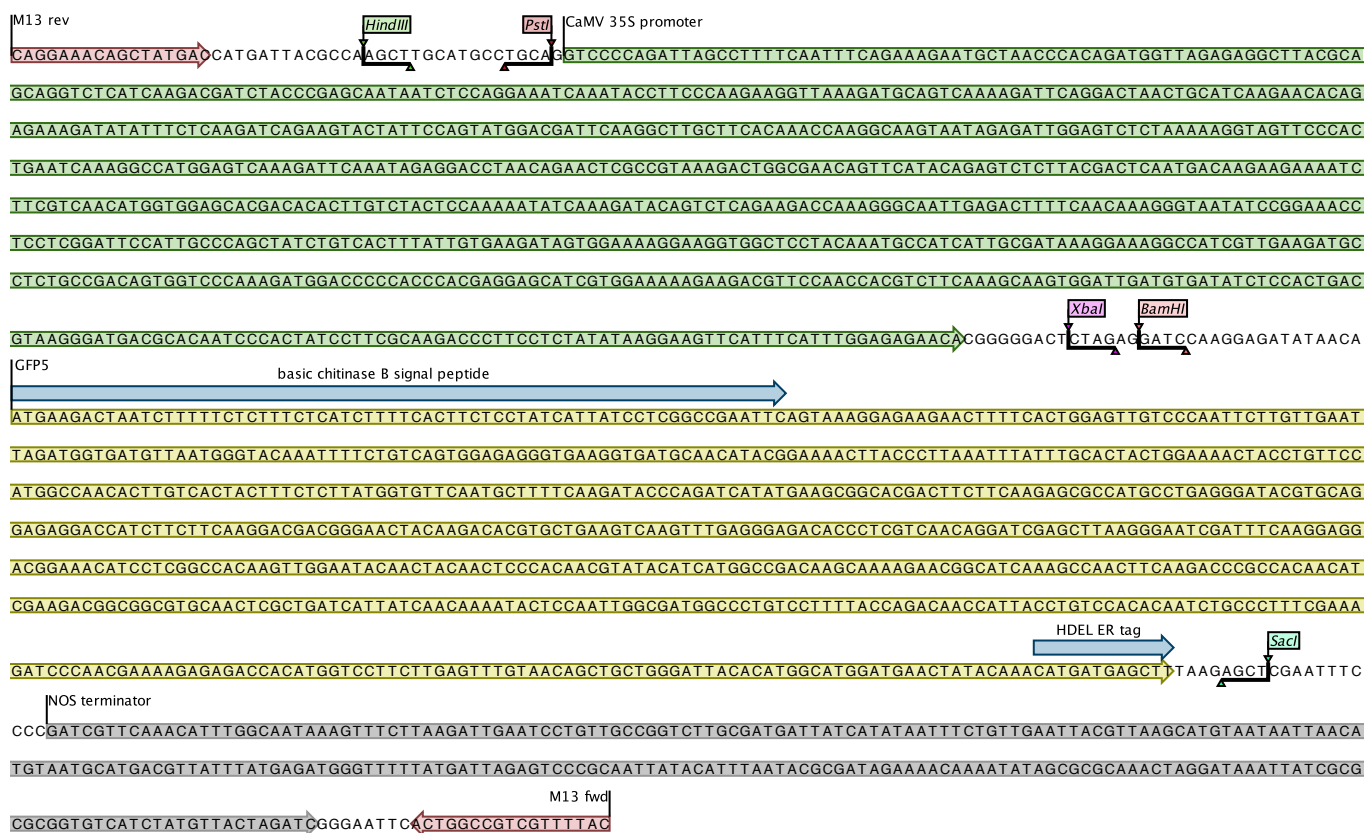 M13 rev
HindIII
PstI
CaMV 35S promoter
CAGGAAACAGCTATGACCATGATTACGCCAAGCTTGCATGCCTGCAGGTCCCCAGATTAGCCTTTTCAATTTCAGAAAGAATGCTAACCCACAGATGGTTAGAGAGGCTTACGCA
GCAGGTCTCATCAAGACGATCTACCCGAGCAATAATCTCCAGGAAATCAAATACCTTCCCAAGAAGGTTAAAGATGCAGTCAAAAGATTCAGGACTAACTGCATCAAGAACACAG
AGAAAGATATATTTCTCAAGATCAGAAGTACTATTCCAGTATGGACGATTCAAGGCTTGCTTCACAAACCAAGGCAAGTAATAGAGATTGGAGTCTCTAAAAAGGTAGTTCCCAC
TGAATCAAAGGCCATGGAGTCAAAGATTCAAATAGAGGACCTAACAGAACTCGCCGTAAAGACTGGCGAACAGTTCATACAGAGTCTCTTACGACTCAATGACAAGAAGAAAATC
TTCGTCAACATGGTGGAGCACGACACACTTGTCTACTCCAAAAATATCAAAGATACAGTCTCAGAAGACCAAAGGGCAATTGAGACTTTTCAACAAAGGGTAATATCCGGAAACC
TCCTCGGATTCCATTGCCCAGCTATCTGTCACTTTATTGTGAAGATAGTGGAAAAGGAAGGTGGCTCCTACAAATGCCATCATTGCGATAAAGGAAAGGCCATCGTTGAAGATGC
CTCTGCCGACAGTGGTCCCAAAGATGGACCCCCACCCACGAGGAGCATCGTGGAAAAAGAAGACGTTCCAACCACGTCTTCAAAGCAAGTGGATTGATGTGATATCTCCACTGAC
XbaI
BamHI
GTAAGGGATGACGCACAATCCCACTATCCTTCGCAAGACCCTTCCTCTATATAAGGAAGTTCATTTCATTTGGAGAGAACACGGGGGACTCTAGAGGATCCAAGGAGATATAACA
GFP5
basic chitinase B signal peptide
ATGAAGACTAATCTTTTTCTCTTTCTCATCTTTTCACTTCTCCTATCATTATCCTCGGCCGAATTCAGTAAAGGAGAAGAACTTTTCACTGGAGTTGTCCCAATTCTTGTTGAAT
TAGATGGTGATGTTAATGGGTACAAATTTTCTGTCAGTGGAGAGGGTGAAGGTGATGCAACATACGGAAAACTTACCCTTAAATTTATTTGCACTACTGGAAAACTACCTGTTCC
ATGGCCAACACTTGTCACTACTTTCTCTTATGGTGTTCAATGCTTTTCAAGATACCCAGATCATATGAAGCGGCACGACTTCTTCAAGAGCGCCATGCCTGAGGGATACGTGCAG
GAGAGGACCATCTTCTTCAAGGACGACGGGAACTACAAGACACGTGCTGAAGTCAAGTTTGAGGGAGACACCCTCGTCAACAGGATCGAGCTTAAGGGAATCGATTTCAAGGAGG
ACGGAAACATCCTCGGCCACAAGTTGGAATACAACTACAACTCCCACAACGTATACATCATGGCCGACAAGCAAAAGAACGGCATCAAAGCCAACTTCAAGACCCGCCACAACAT
CGAAGACGGCGGCGTGCAACTCGCTGATCATTATCAACAAAATACTCCAATTGGCGATGGCCCTGTCCTTTTACCAGACAACCATTACCTGTCCACACAATCTGCCCTTTCGAAA
HDEL ER tag
SacI
GATCCCAACGAAAAGAGAGACCACATGGTCCTTCTTGAGTTTGTAACAGCTGCTGGGATTACACATGGCATGGATGAACTATACAAACATGATGAGCTTTAAGAGCTCGAATTTC
NOS terminator
CCCGATCGTTCAAACATTTGGCAATAAAGTTTCTTAAGATTGAATCCTGTTGCCGGTCTTGCGATGATTATCATATAATTTCTGTTGAATTACGTTAAGCATGTAATAATTAACA
TGTAATGCATGACGTTATTTATGAGATGGGTTTTTATGATTAGAGTCCCGCAATTATACATTTAATACGCGATAGAAAACAAAATATAGCGCGCAAACTAGGATAAATTATCGCG
M13 fwd
CGCGGTGTCATCTATGTTACTAGATCGGGAATTCACTGGCCGTCGTTTTAC